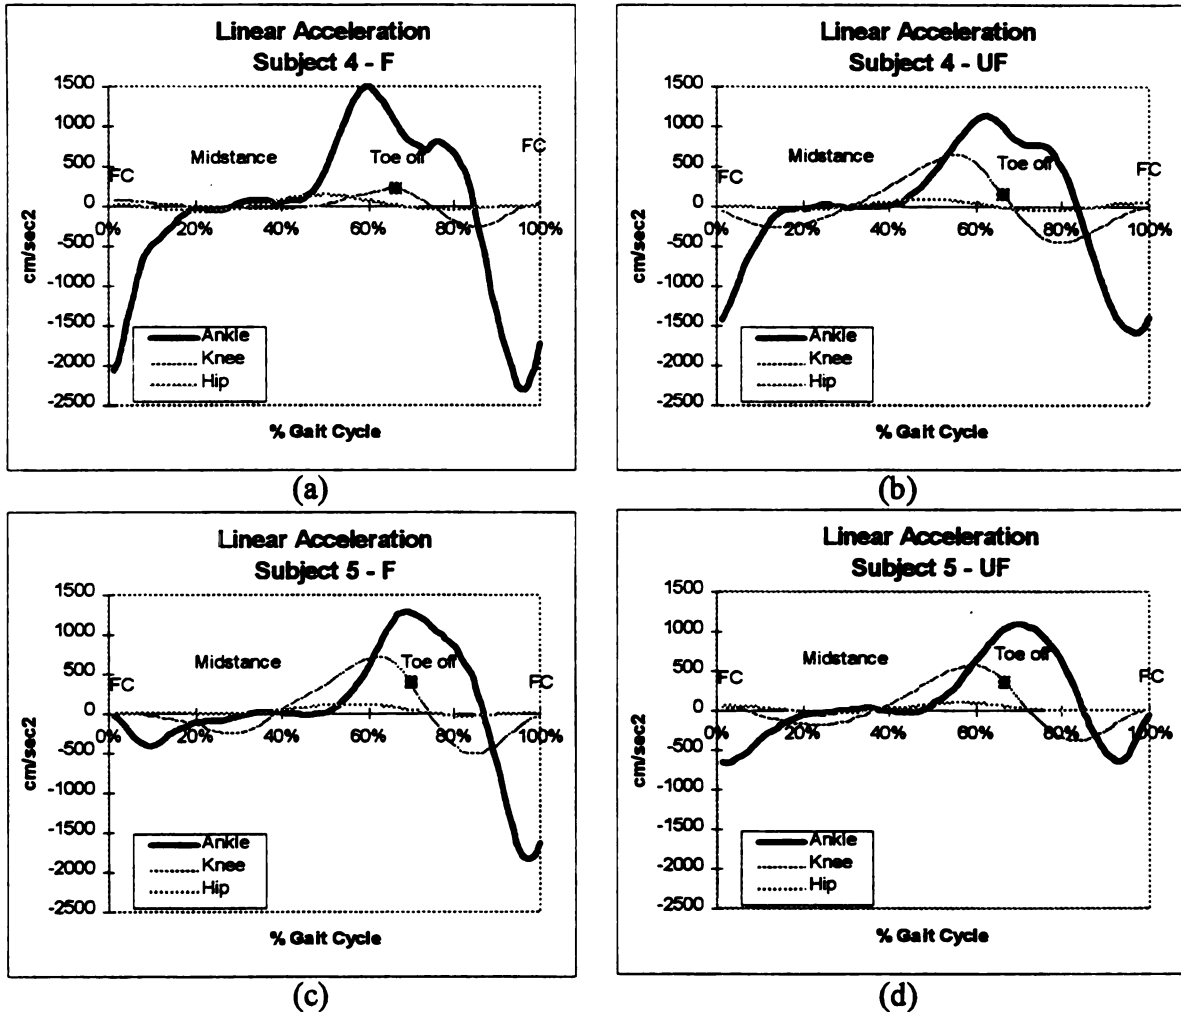 Linear Acceleration
Subject 4 - F
1500
1000
500
0
-500
-1000
-1500
-2000
-2500
cm/sec2
FC
Midstance
Toe off
FC
20%
40%
60%
80%
100%
Ankle
Knee
Hip
% Gait Cycle
(a)
Linear Acceleration
Subject 4 - UF
1500
1000
500
0
-500
-1000
-1500
-2000
-2500
cm/sec2
FC
Midstance
Toe off
FC
0%
20%
40%
60%
80%
100%
Ankle
Knee
Hip
% Gait Cycle
(b)
Linear Acceleration
Subject 5 - F
1500
1000
500
0
-500
-1000
-1500
-2000
-2500
cm/sec2
FC
Midstance
Toe off
FC
0%
20%
40%
60%
80%
100%
Ankle
Knee
Hip
% Gait Cycle
(c)
Linear Acceleration
Subject 5 - UF
1500
1000
500
0
-500
-1000
-1500
-2000
-2500
cm/sec2
FC
Midstance
Toe off
FC
0%
20%
40%
60%
80%
100%
Ankle
Knee
Hip
% Gait Cycle
(d)